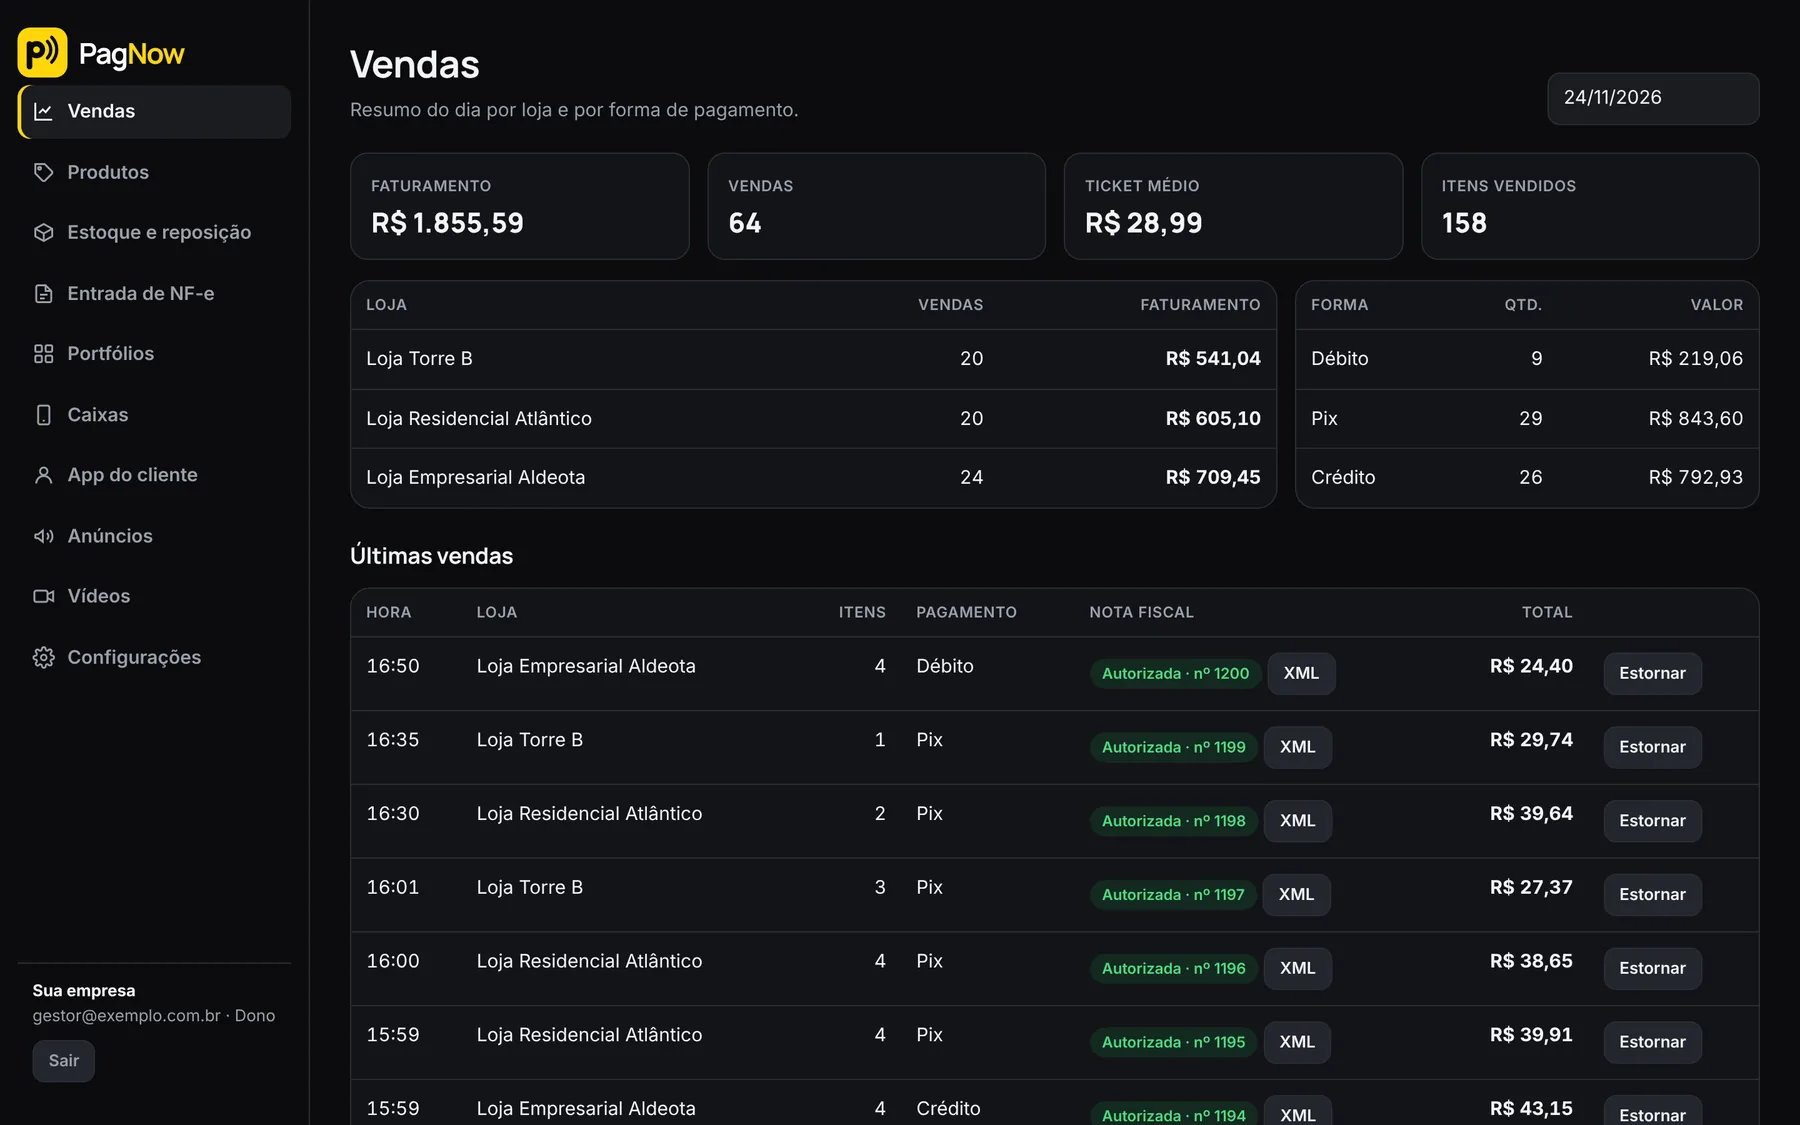 PagNow
Vendas
Produtos
Estoque e reposição
Entrada de NF-e
Portfólios
Caixas
App do cliente
Anúncios
Vídeos
Configurações
Sua empresa
gestor@exemplo.com.br · Dono
Sair
Vendas
Resumo do dia por loja e por forma de pagamento.
24/11/2026
FATURAMENTO
R$ 1.855,59
VENDAS
64
TICKET MÉDIO
R$ 28,99
ITENS VENDIDOS
158
LOJA VENDAS FATURAMENTO
Loja Torre B 20 R$ 541,04
Loja Residencial Atlântico 20 R$ 605,10
Loja Empresarial Aldeota 24 R$ 709,45
FORMA QTD. VALOR
Débito 9 R$ 219,06
Pix 29 R$ 843,60
Crédito 26 R$ 792,93
Últimas vendas
HORA LOJA ITENS PAGAMENTO NOTA FISCAL TOTAL
16:50 Loja Empresarial Aldeota 4 Débito Autorizada · nº 1200 XML R$ 24,40 Estornar
16:35 Loja Torre B 1 Pix Autorizada · nº 1199 XML R$ 29,74 Estornar
16:30 Loja Residencial Atlântico 2 Pix Autorizada · nº 1198 XML R$ 39,64 Estornar
16:01 Loja Torre B 3 Pix Autorizada · nº 1197 XML R$ 27,37 Estornar
16:00 Loja Residencial Atlântico 4 Pix Autorizada · nº 1196 XML R$ 38,65 Estornar
15:59 Loja Residencial Atlântico 4 Pix Autorizada · nº 1195 XML R$ 39,91 Estornar
15:59 Loja Empresarial Aldeota 4 Crédito Autorizada · nº 1194 XML R$ 43,15 Estornar